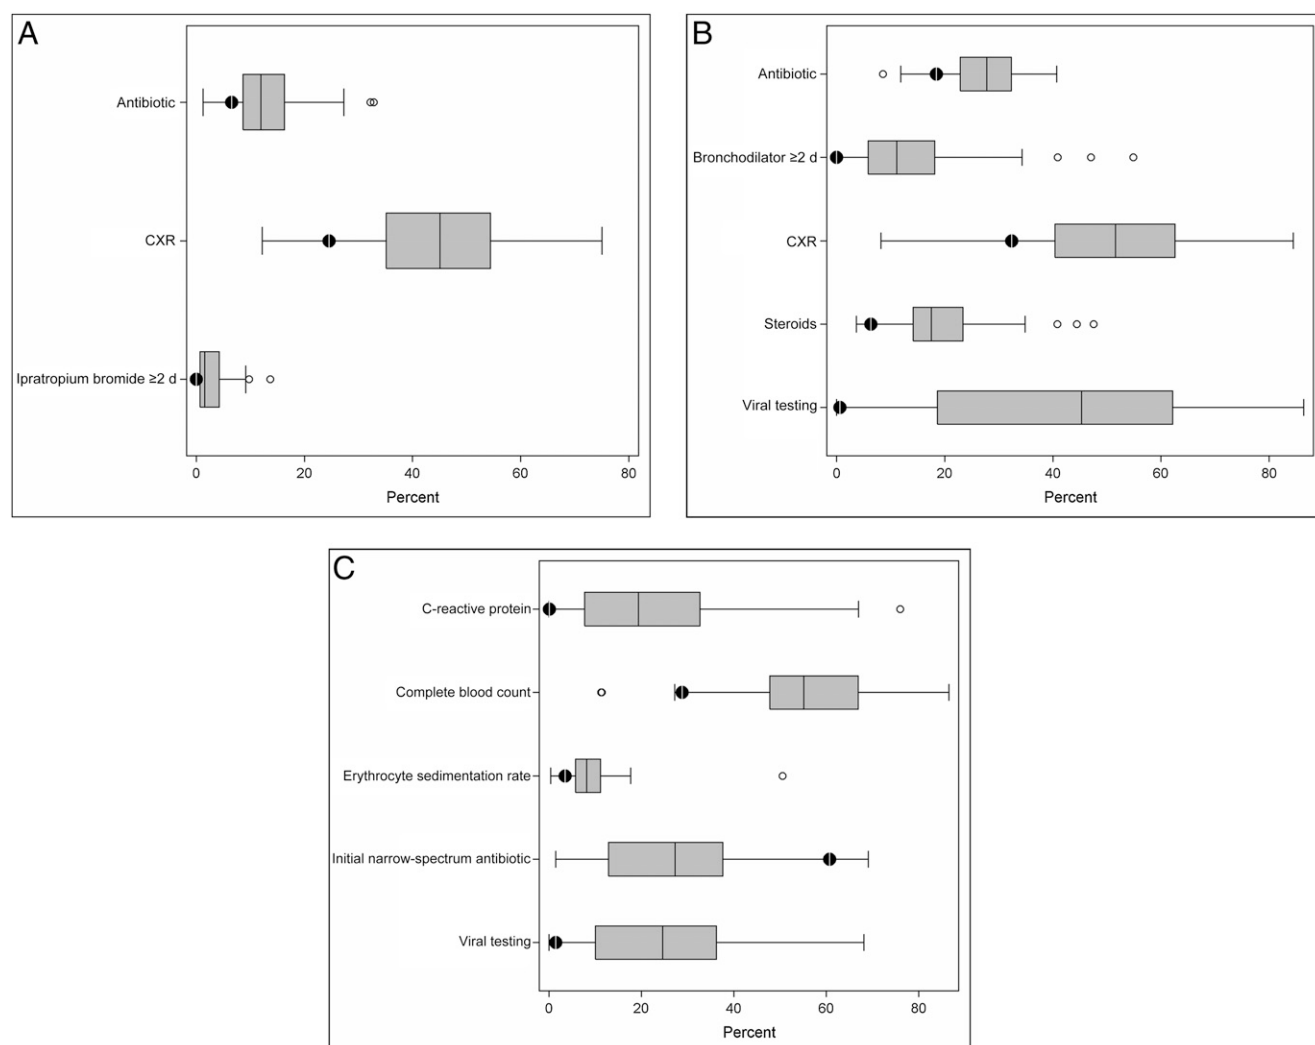 A
Antibiotic
CXR
Ipratropium bromide ≥2 d
0 20 40 60 80
Percent
B
Antibiotic
Bronchodilator ≥2 d
CXR
Steroids
Viral testing
0 20 40 60 80
Percent
C
C-reactive protein
Complete blood count
Erythrocyte sedimentation rate
Initial narrow-spectrum antibiotic
Viral testing
0 20 40 60 80
Percent